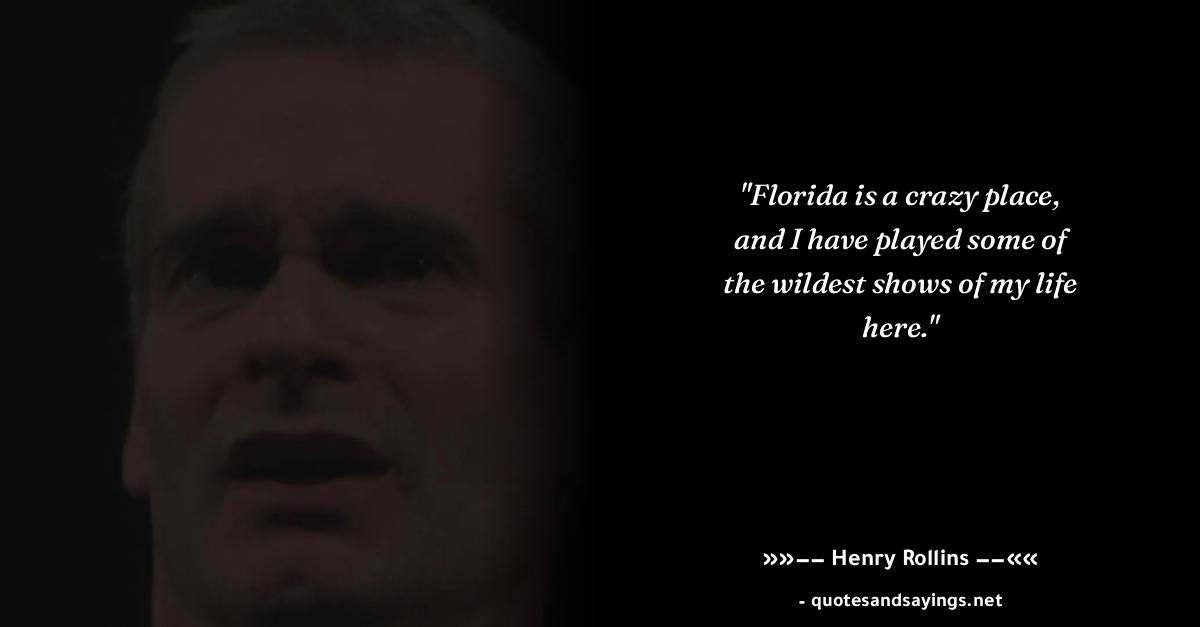 "Florida is a crazy place,
and I have played some of
the wildest shows of my life
here."
»»–– Henry Rollins ––««
- quotesandsayings.net